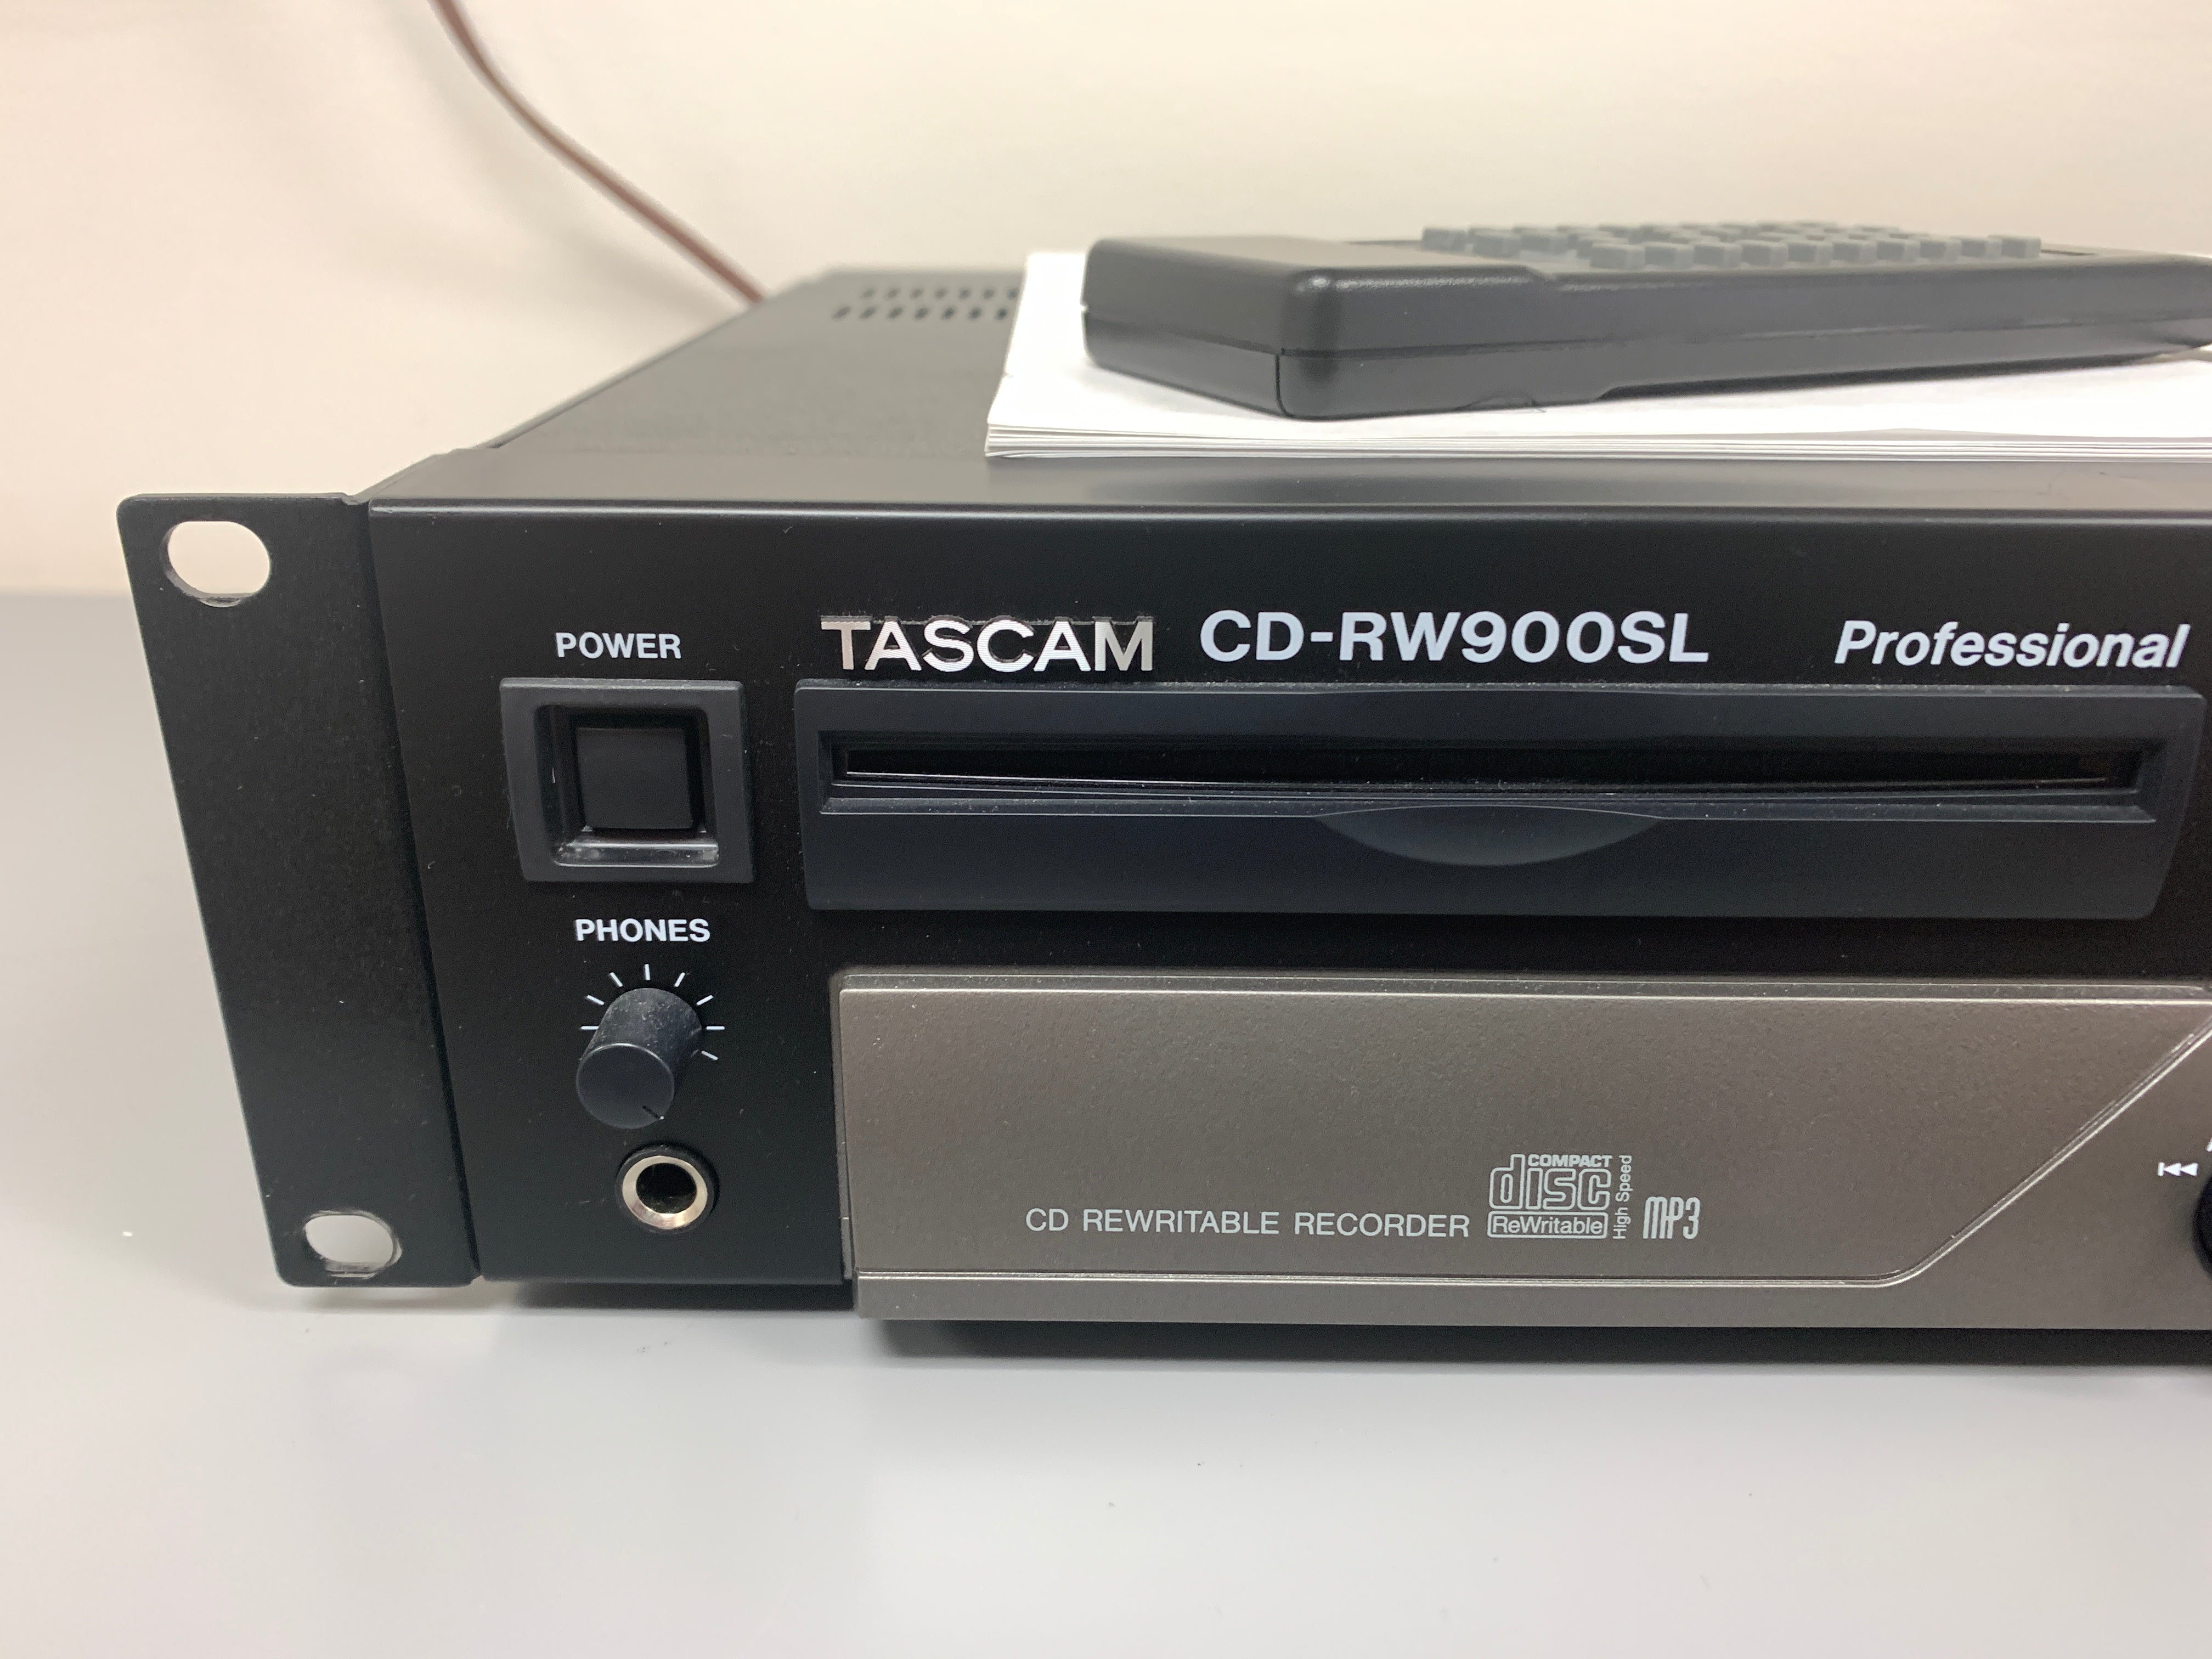 POWER
TASCAM CD-RW900SL Professional
PHONES
CD REWRITABLE RECORDER
COMPACT
disc
ReWritable
High Speed
MP3